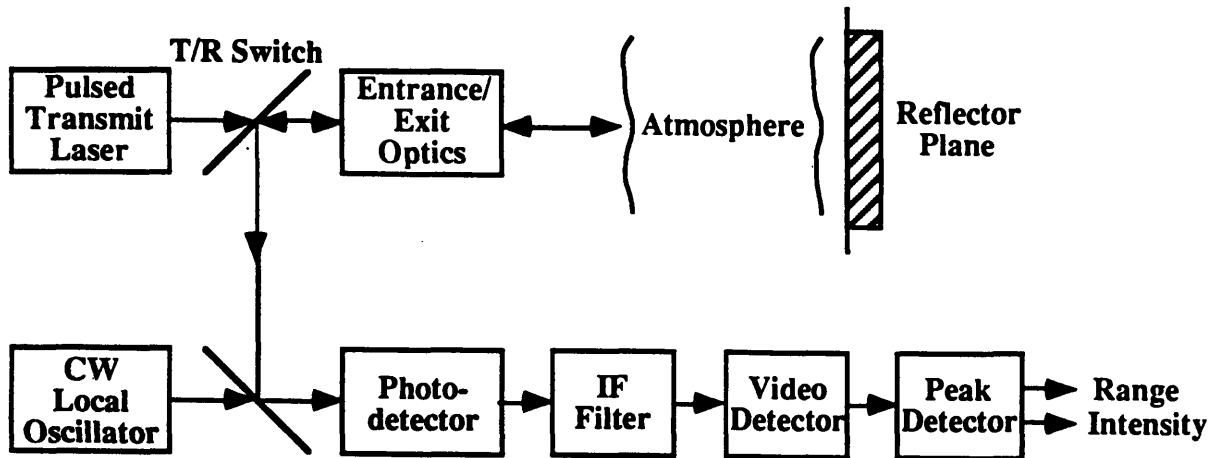 T/R Switch
Pulsed
Transmit
Laser
Entrance/
Exit
Optics
Atmosphere
Reflector
Plane
CW
Local
Oscillator
Photo-
detector
IF
Filter
Video
Detector
Peak
Detector
Range
Intensity